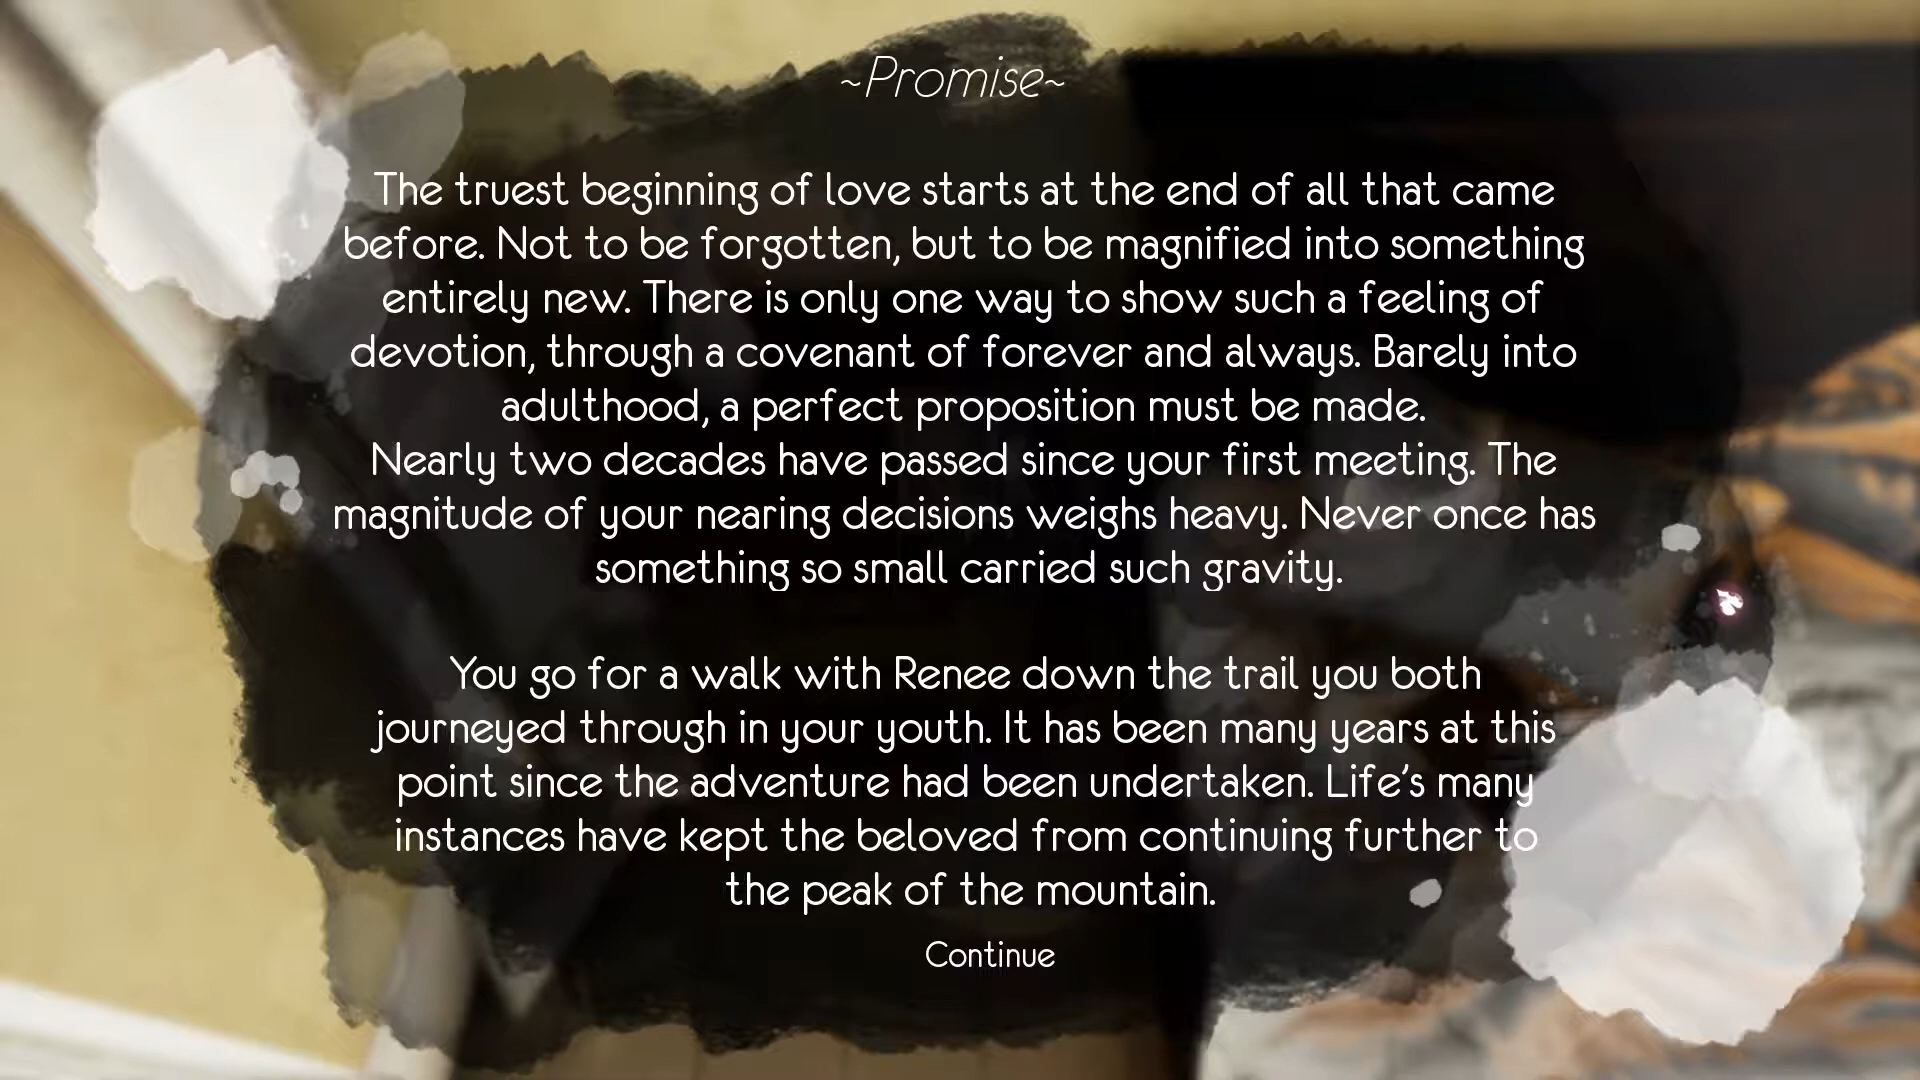 ~Promise~
The truest beginning of love starts at the end of all that came
before. Not to be forgotten, but to be magnified into something
entirely new. There is only one way to show such a feeling of
devotion, through a covenant of forever and always. Barely into
adulthood, a perfect proposition must be made.
Nearly two decades have passed since your first meeting. The
magnitude of your nearing decisions weighs heavy. Never once has
something so small carried such gravity.
You go for a walk with Renee down the trail you both
journeyed through in your youth. It has been many years at this
point since the adventure had been undertaken. Life's many
instances have kept the beloved from continuing further to
the peak of the mountain.
Continue